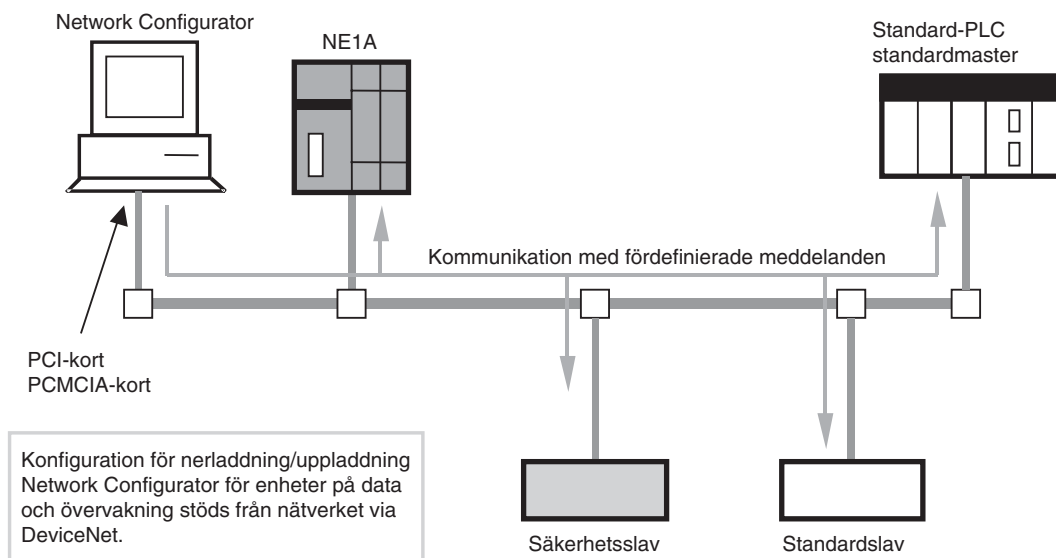 Network Configurator
NE1A
Standard-PLC
standardmaster
Kommunikation med fördefinierade meddelanden
PCI-kort
PCMCIA-kort
Konfiguration för nerladdning/uppladdning
Network Configurator för enheter på data
och övervakning stöds från nätverket via
DeviceNet.
Säkerhetsslav
Standardslav